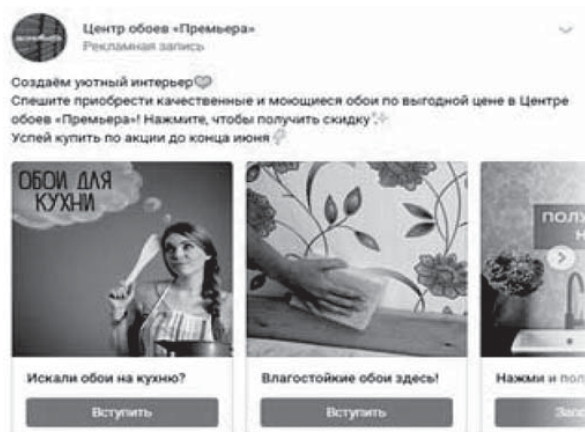 Центр обоев «Премьера»
Рекламная запись
Создаём уютный интерьер
Спешите приобрести качественные и моющиеся обои по выгодной цене в Центре
обоев «Премьера»! Нажмите, чтобы получить скидку
Успей купить по акции до конца июня
ОБОИ ДЛЯ
КУХНИ
Искали обои на кухню?
Вступить
Влагостойкие обои здесь!
Вступить
Нажми и